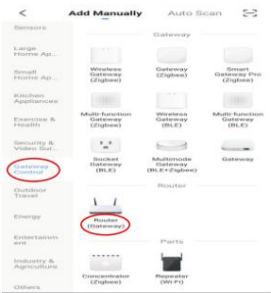 Add Manually Auto Scan
Sensors
Large
Home Ap...
Small
Home Ap...
Kitchen
Appliances
Exercise &
Health
Security &
Video Sur...
Gateway
Control
Outdoor
Travel
Energy
Entertainm
ent
Industry &
Agriculture
Others
Gateway
Wireless
Gateway
(Zigbee)
Gateway
(Zigbee)
Smart
Gateway Pro
(Zigbee)
Multi-function
Gateway
(Zigbee)
Wireless
Gateway
(BLE)
Multi-function
Gateway
(BLE)
Socket
Gateway
(BLE)
Multimode
Gateway
(BLE+Zigbee)
Gateway
Router
Router
(Gateway)
Parts
Concentrator
(Zigbee)
Repeater
(Wi-Fi)